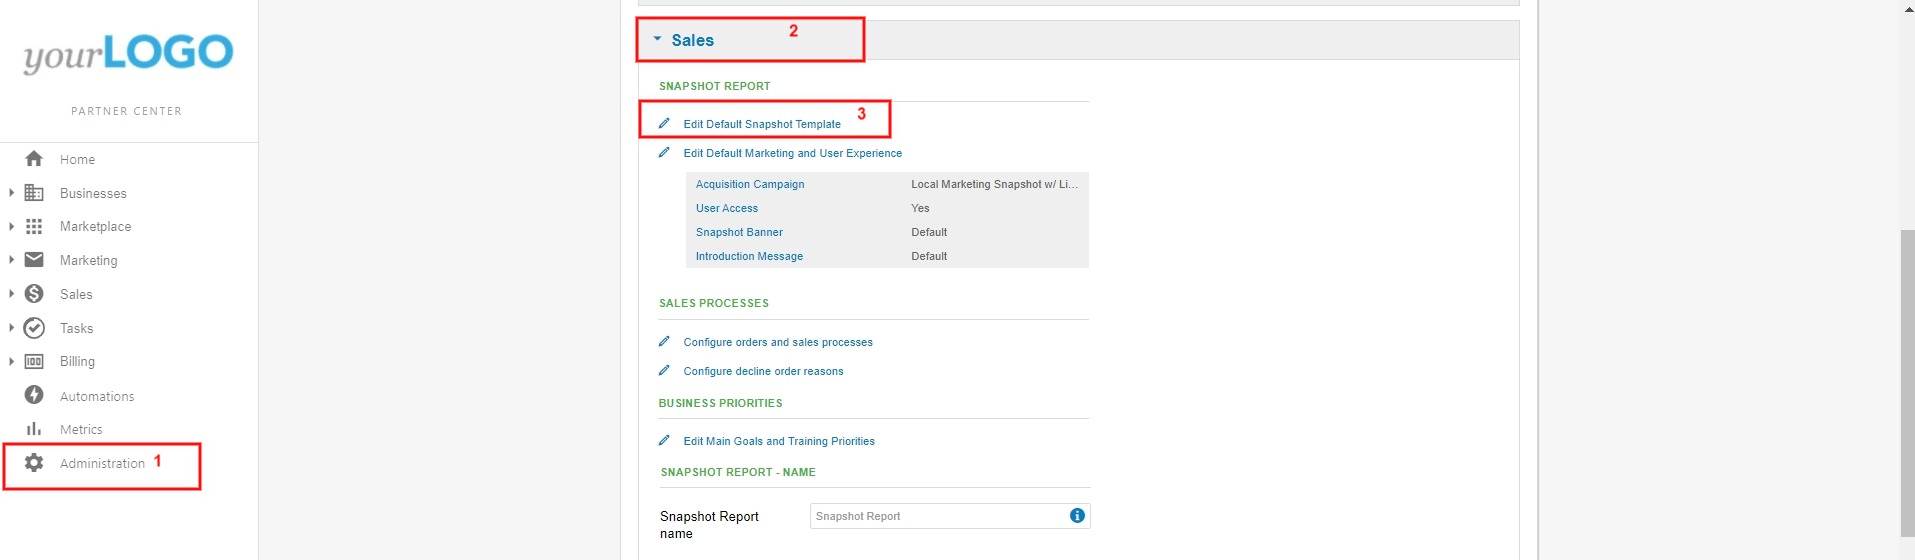 yourLOGO
PARTNER CENTER
Home
Businesses
Marketplace
Marketing
Sales
Tasks
Billing
Automations
Metrics
Administration 1
Sales 2
SNAPSHOT REPORT
Edit Default Snapshot Template 3
Edit Default Marketing and User Experience
Acquisition Campaign Local Marketing Snapshot w/ Li...
User Access Yes
Snapshot Banner Default
Introduction Message Default
SALES PROCESSES
Configure orders and sales processes
Configure decline order reasons
BUSINESS PRIORITIES
Edit Main Goals and Training Priorities
SNAPSHOT REPORT - NAME
Snapshot Report name
Snapshot Report